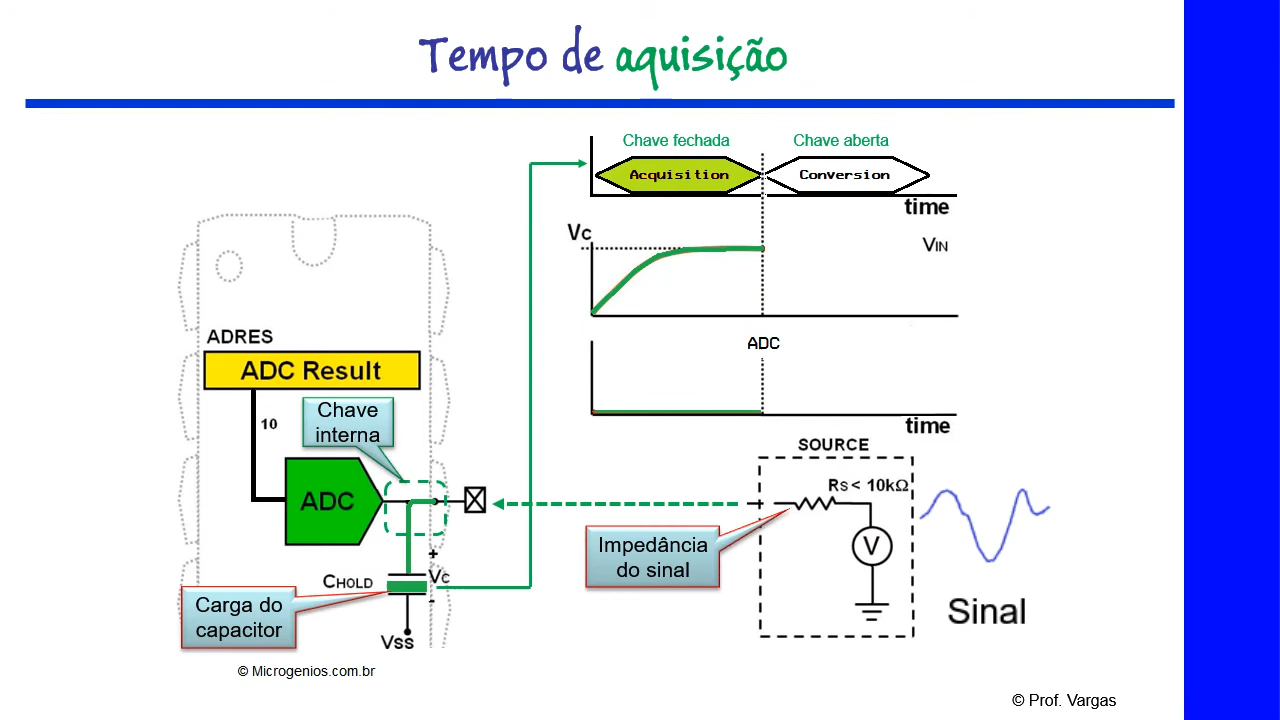 Tempo de aquisição
Chave fechada
Chave aberta
Acquisition
Conversion
time
Vc
VIN
ADC
time
ADRES
ADC Result
10
Chave
interna
ADC
CHOLD
+
Vc
-
Carga do
capacitor
Vss
SOURCE
Rs < 10kΩ
V
Impedância
do sinal
Sinal
© Microgenios.com.br
© Prof. Vargas